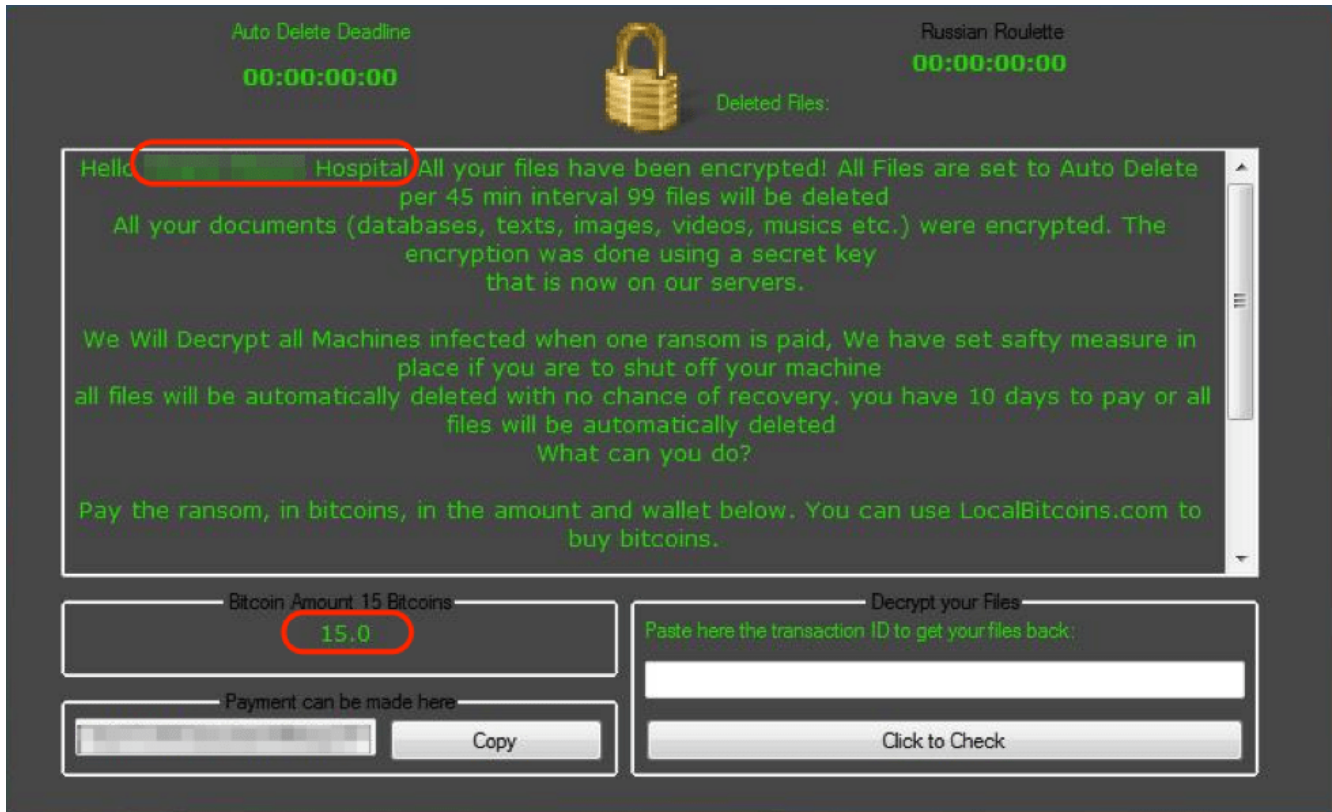 Auto Delete Deadline
Russian Roulette
00:00:00:00
00:00:00:00
Deleted Files:
Hello Hospital All your files have been encrypted! All Files are set to Auto Delete
per 45 min interval 99 files will be deleted
All your documents (databases, texts, images, videos, musics etc.) were encrypted. The
encryption was done using a secret key
that is now on our servers.
We Will Decrypt all Machines infected when one ransom is paid, We have set safty measure in
place if you are to shut off your machine
all files will be automatically deleted with no chance of recovery. you have 10 days to pay or all
files will be automatically deleted
What can you do?
Pay the ransom, in bitcoins, in the amount and wallet below. You can use LocalBitcoins.com to
buy bitcoins.
Bitcoin Amount 15 Bitcoins
15.0
Payment can be made here
Copy
Decrypt your Files
Paste here the transaction ID to get your files back:
Click to Check